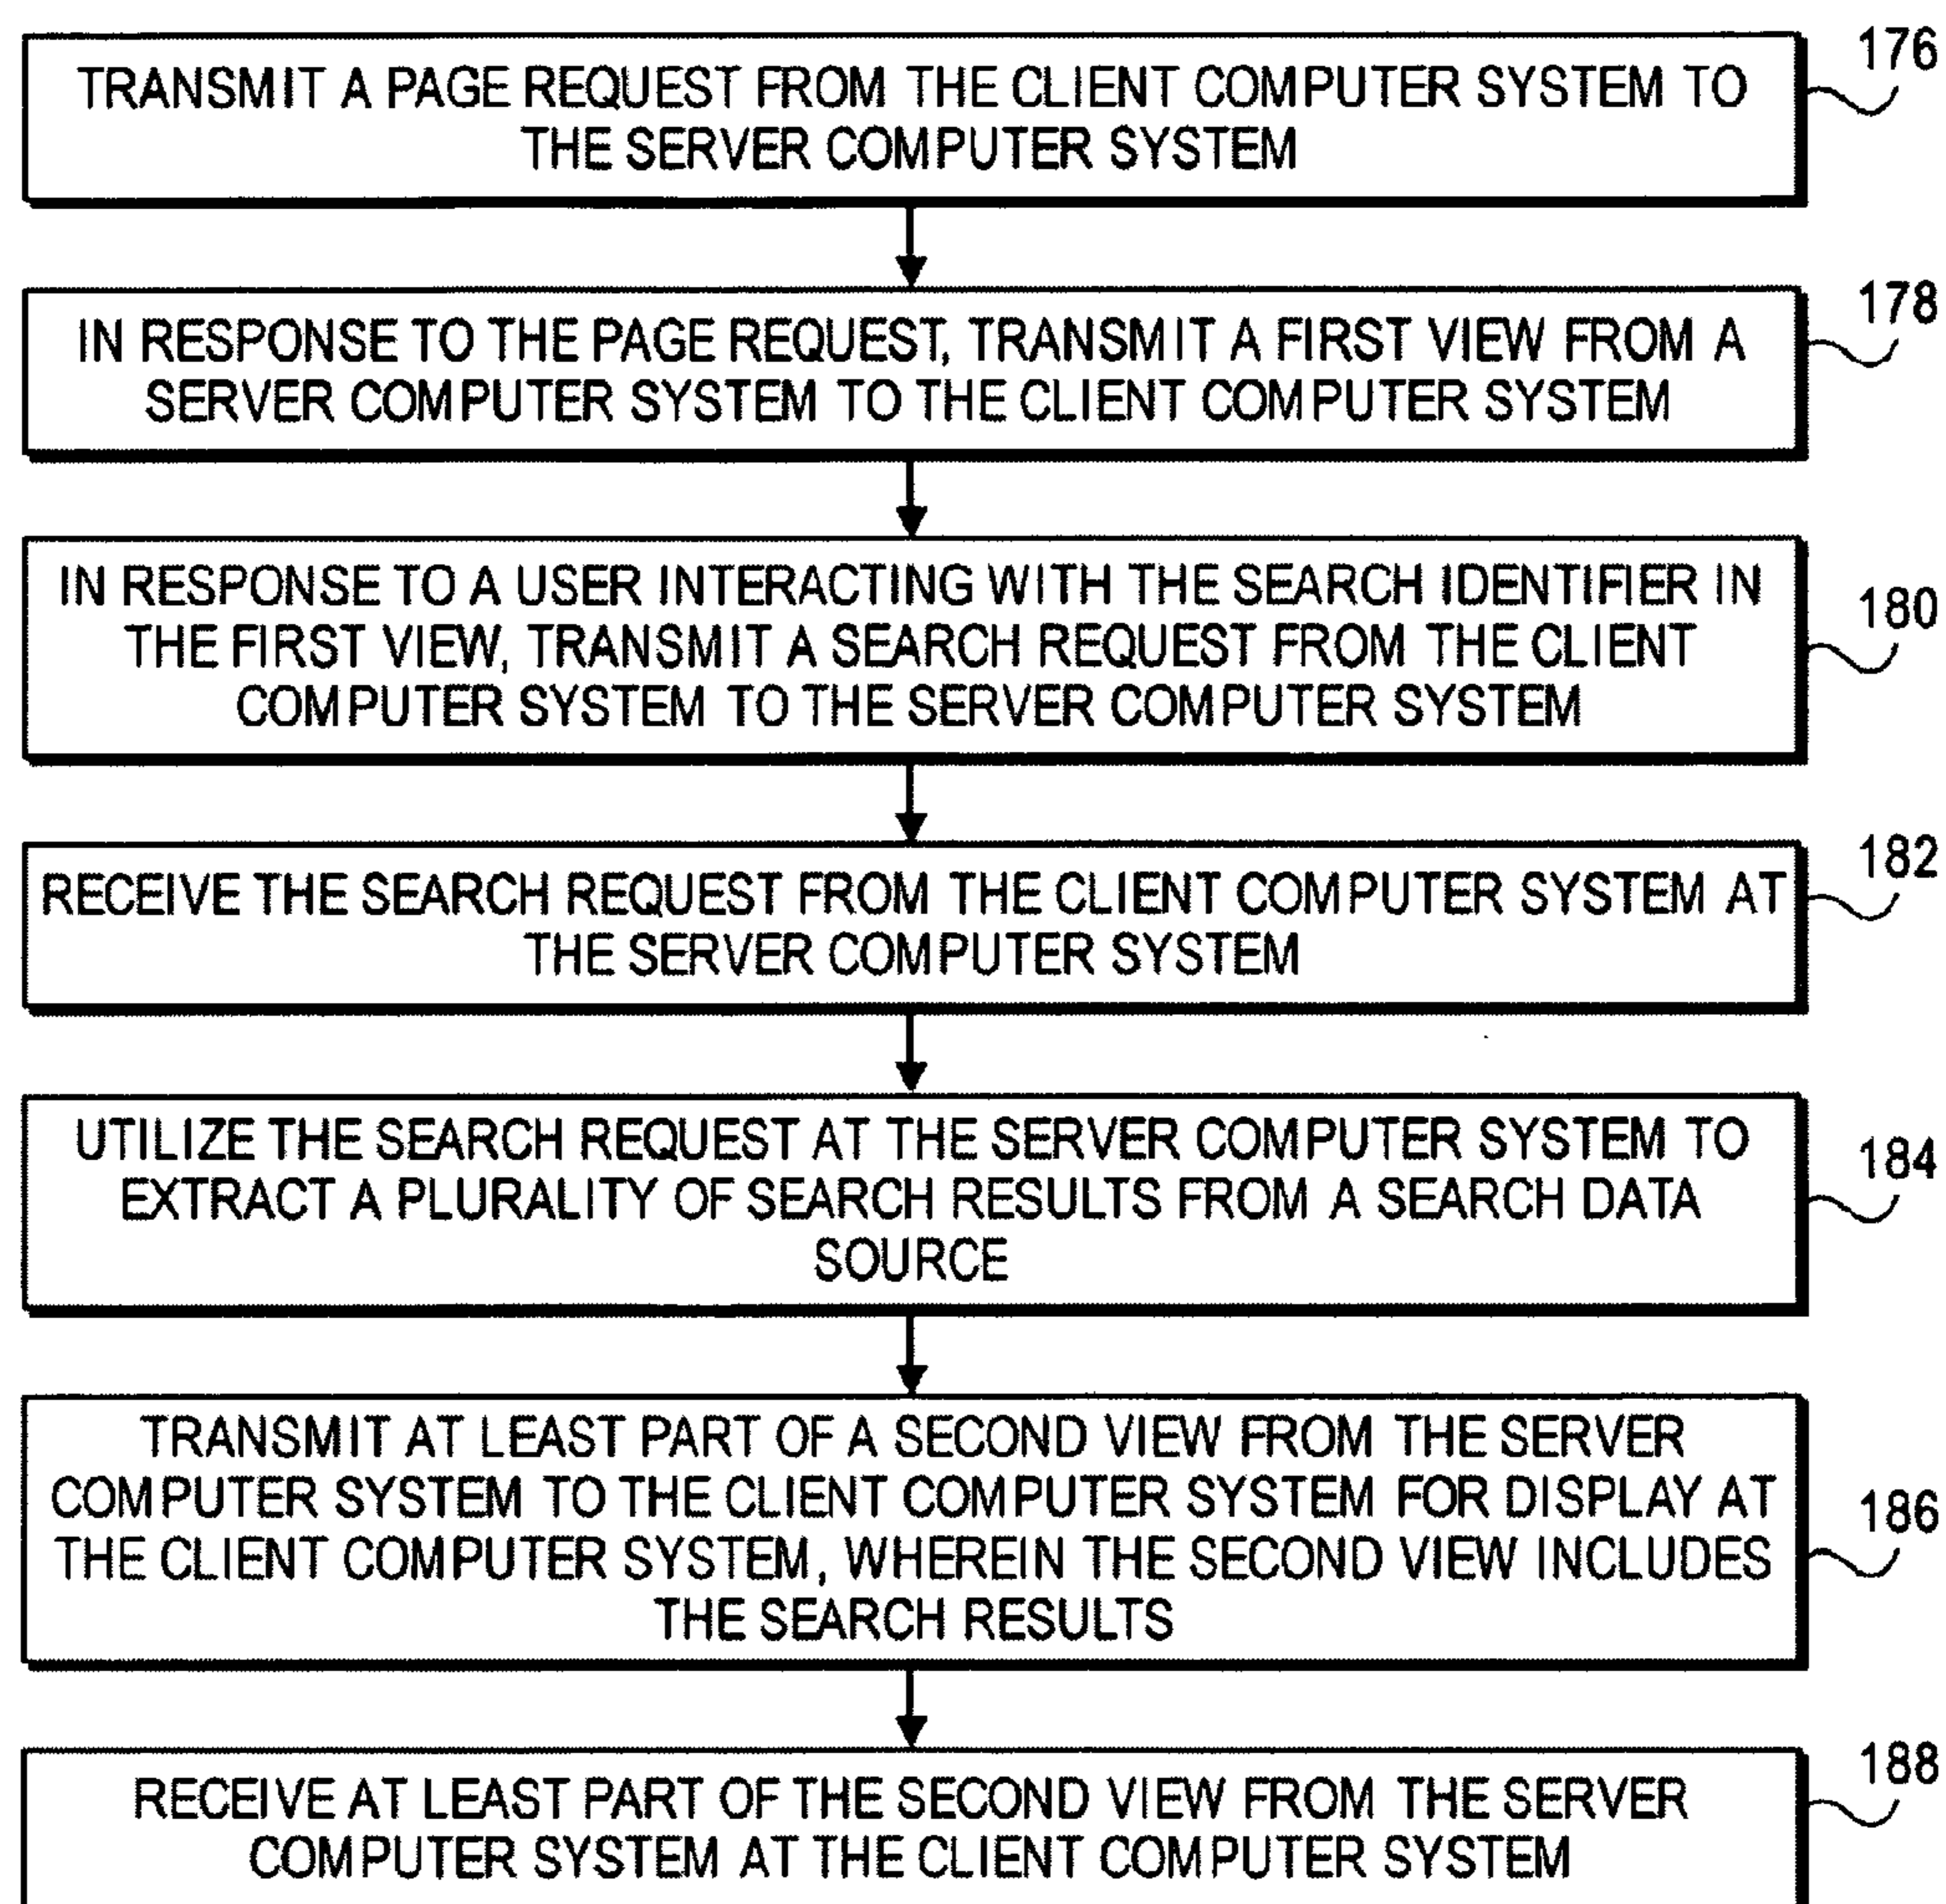 176
TRANSMIT A PAGE REQUEST FROM THE CLIENT COMPUTER SYSTEM TO
THE SERVER COMPUTER SYSTEM
178
IN RESPONSE TO THE PAGE REQUEST, TRANSMIT A FIRST VIEW FROM A
SERVER COMPUTER SYSTEM TO THE CLIENT COMPUTER SYSTEM
180
IN RESPONSE TO A USER INTERACTING WITH THE SEARCH IDENTIFIER IN
THE FIRST VIEW, TRANSMIT A SEARCH REQUEST FROM THE CLIENT
COMPUTER SYSTEM TO THE SERVER COMPUTER SYSTEM
182
RECEIVE THE SEARCH REQUEST FROM THE CLIENT COMPUTER SYSTEM AT
THE SERVER COMPUTER SYSTEM
184
UTILIZE THE SEARCH REQUEST AT THE SERVER COMPUTER SYSTEM TO
EXTRACT A PLURALITY OF SEARCH RESULTS FROM A SEARCH DATA
SOURCE
186
TRANSMIT AT LEAST PART OF A SECOND VIEW FROM THE SERVER
COMPUTER SYSTEM TO THE CLIENT COMPUTER SYSTEM FOR DISPLAY AT
THE CLIENT COMPUTER SYSTEM, WHEREIN THE SECOND VIEW INCLUDES
THE SEARCH RESULTS
188
RECEIVE AT LEAST PART OF THE SECOND VIEW FROM THE SERVER
COMPUTER SYSTEM AT THE CLIENT COMPUTER SYSTEM